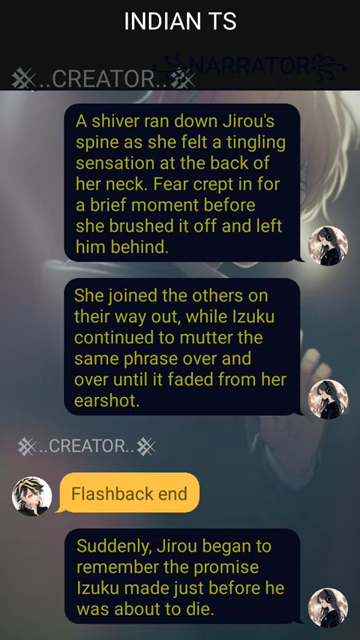 INDIAN TS
꧁NARRATOR꧂
※..CREATOR..※
A shiver ran down Jirou's
spine as she felt a tingling
sensation at the back of
her neck. Fear crept in for
a brief moment before
she brushed it off and left
him behind.
She joined the others on
their way out, while Izuku
continued to mutter the
same phrase over and
over until it faded from her
earshot.
※..CREATOR..※
Flashback end
Suddenly, Jirou began to
remember the promise
Izuku made just before he
was about to die.